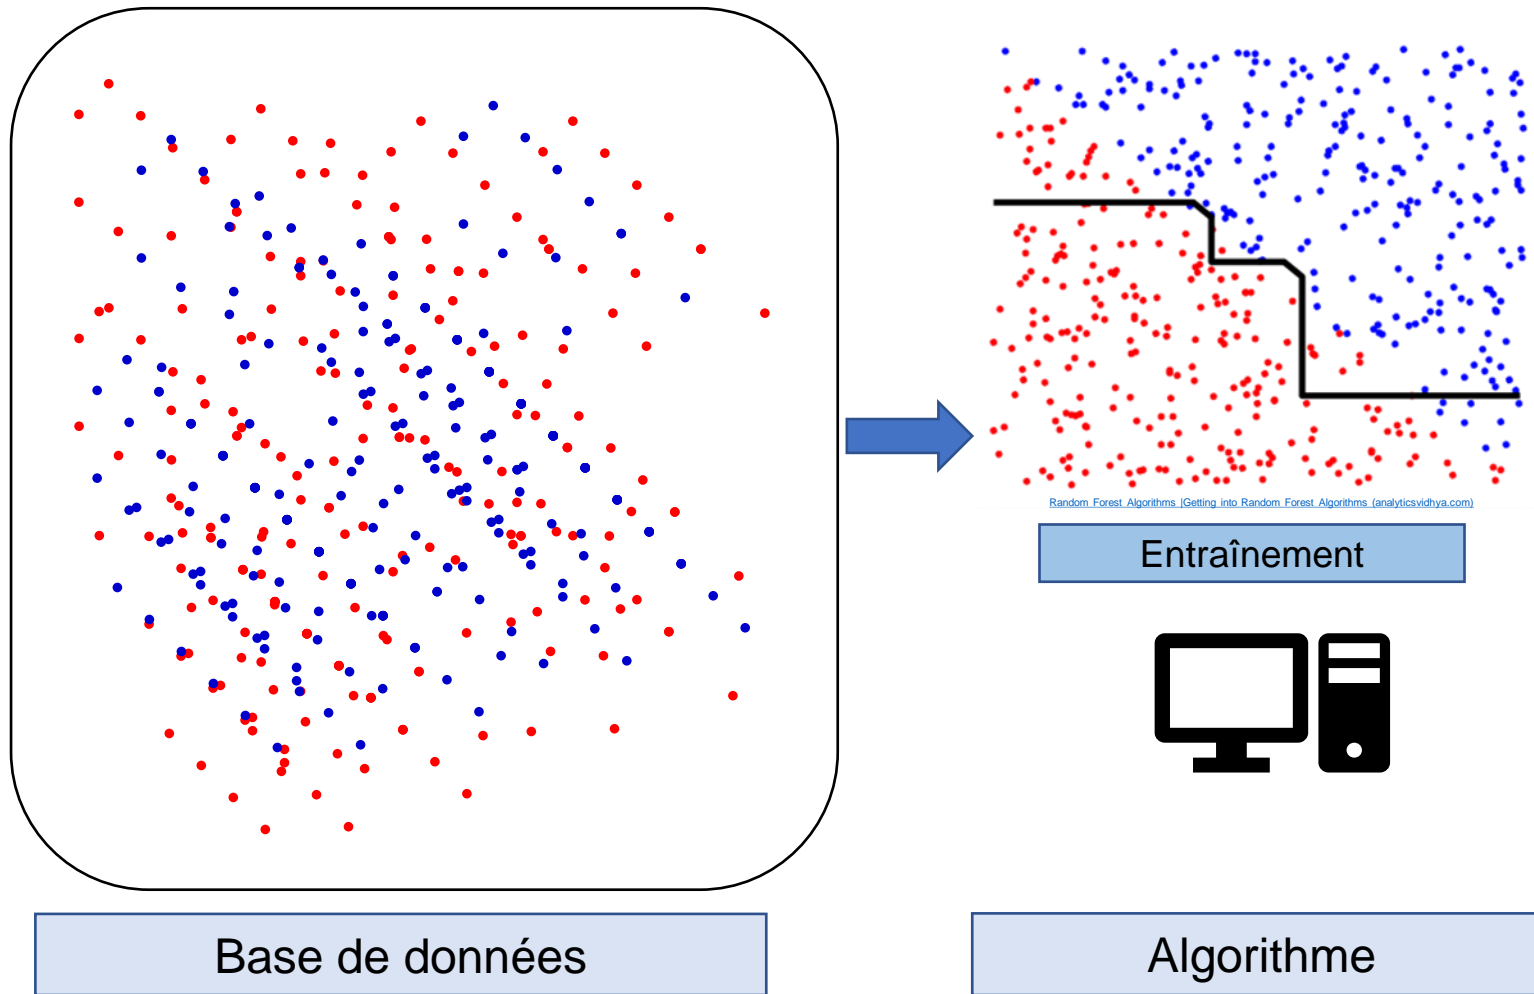 Random Forest Algorithms |Getting into Random Forest Algorithms (analyticsvidhya.com)
Entraînement
Base de données
Algorithme